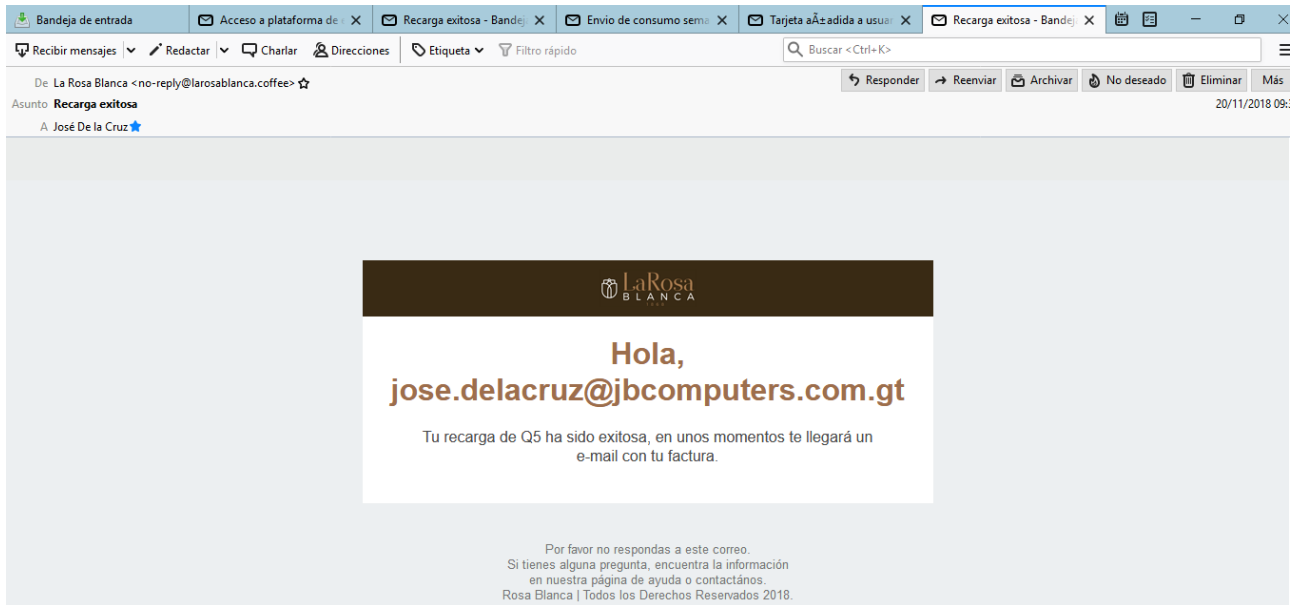 Bandeja de entrada
Acceso a plataforma de
Recarga exitosa - Bandej
Envio de consumo sema
Tarjeta aÃ±adida a usuar
Recarga exitosa - Bandej
Recibir mensajes
Redactar
Charlar
Direcciones
Etiqueta
Filtro rápido
Buscar <Ctrl+K>
De La Rosa Blanca <no-reply@larosablanca.coffee>
Responder
Reenviar
Archivar
No deseado
Eliminar
Más
Asunto Recarga exitosa
20/11/2018 09:
A José De la Cruz
LaRosa
BLANCA
Hola,
jose.delacruz@jbcomputers.com.gt
Tu recarga de Q5 ha sido exitosa, en unos momentos te llegará un
e-mail con tu factura.
Por favor no respondas a este correo.
Si tienes alguna pregunta, encuentra la información
en nuestra página de ayuda o contactános.
Rosa Blanca | Todos los Derechos Reservados 2018.